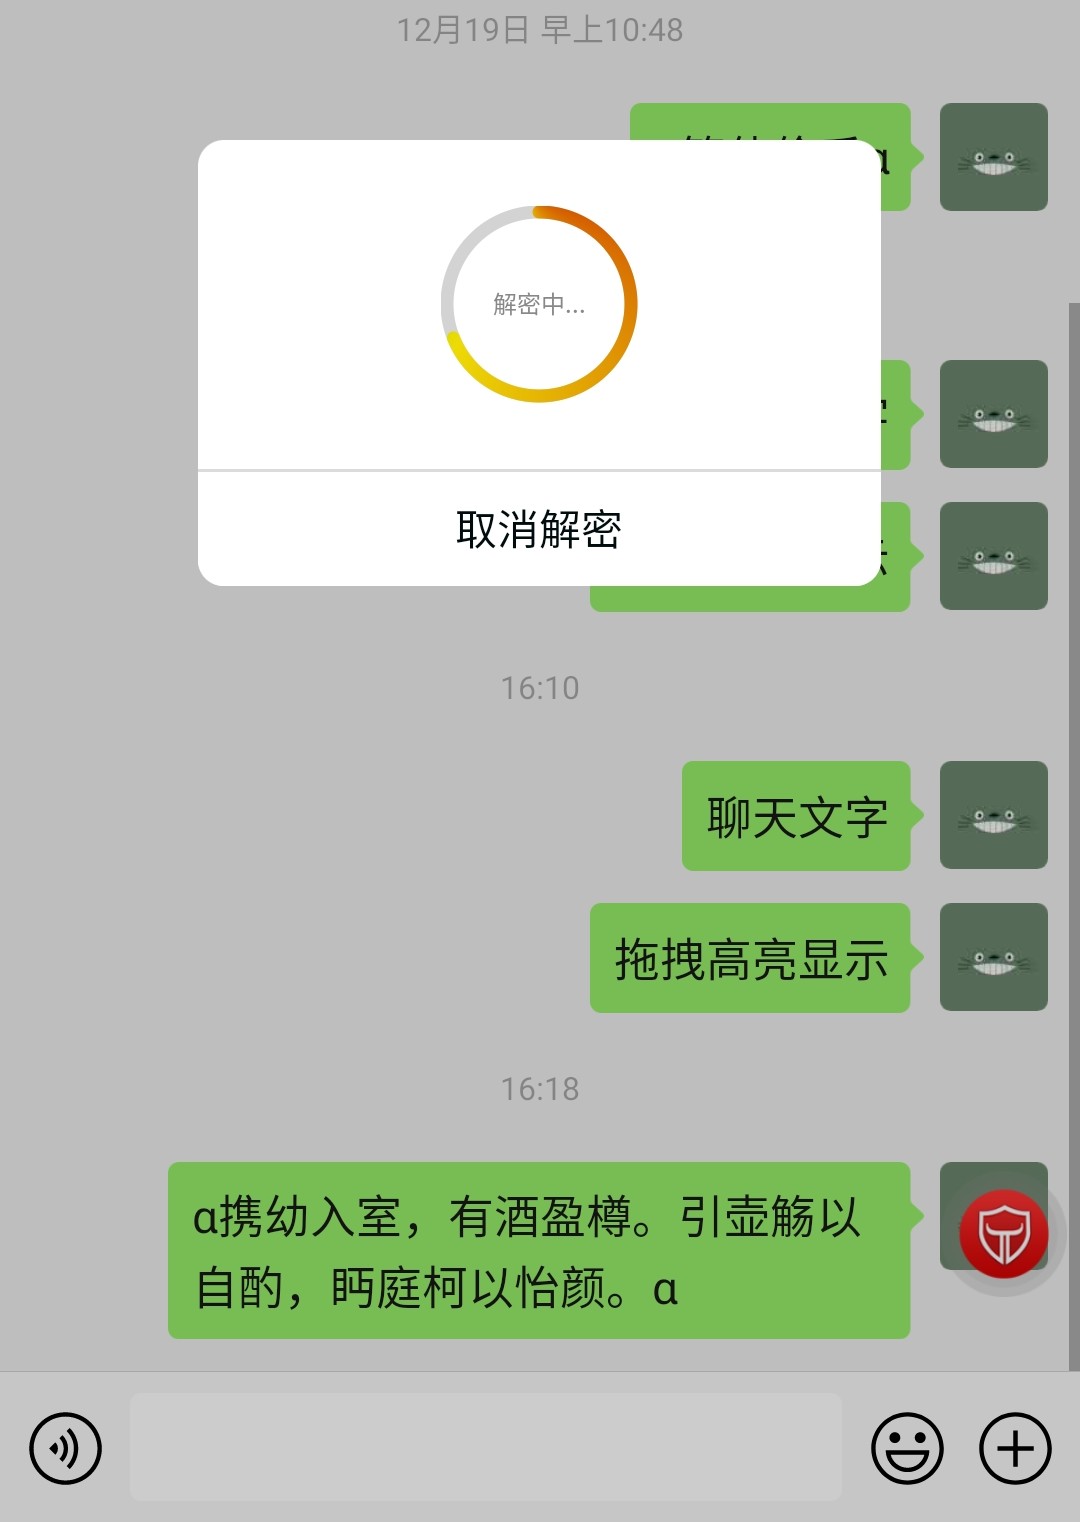 12月19日 早上10:48
α
解密中...
取消解密
16:10
聊天文字
拖拽高亮显示
16:18
α携幼入室，有酒盈樽。引壶觞以
自酌，眄庭柯以怡颜。α